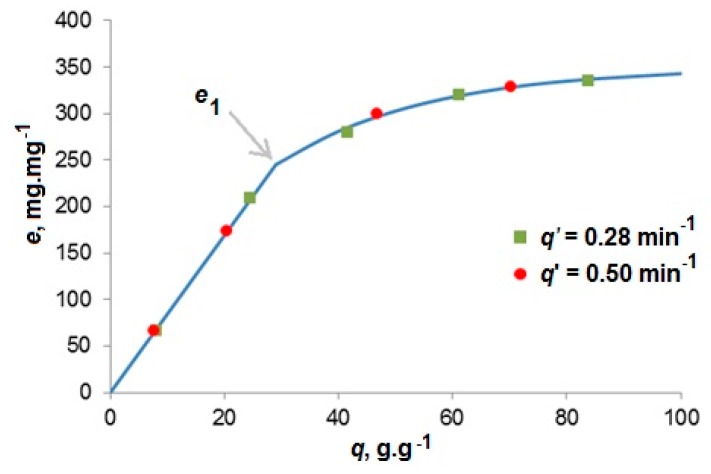 400
350
300
250
200
150
100
50
0
e, mg.mg⁻¹
e₁
q' = 0.28 min⁻¹
q' = 0.50 min⁻¹
0 20 40 60 80 100
q, g.g⁻¹